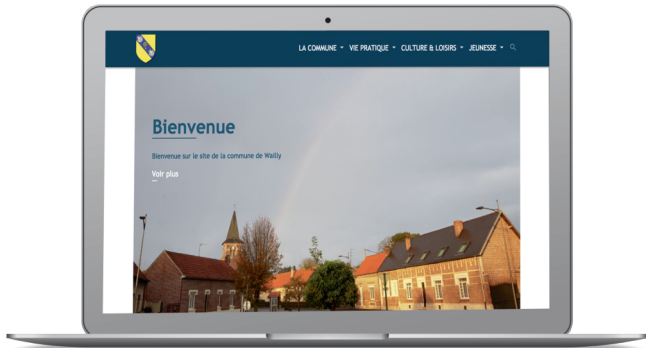 LA COMMUNE VIE PRATIQUE CULTURE & LOISIRS JEUNESSE
Bienvenue
Bienvenue sur le site de la commune de Wailly
Voir plus